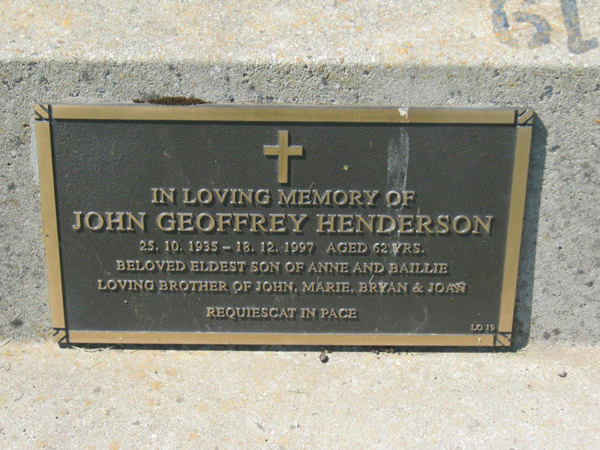 IN LOVING MEMORY OF
JOHN GEOFFREY HENDERSON
25. 10. 1935 – 18. 12. 1997 AGED 62 YRS.
BELOVED ELDEST SON OF ANNE AND BAILLIE
LOVING BROTHER OF JOHN, MARIE, BRYAN & JOAN
REQUIESCAT IN PACE
LO 19